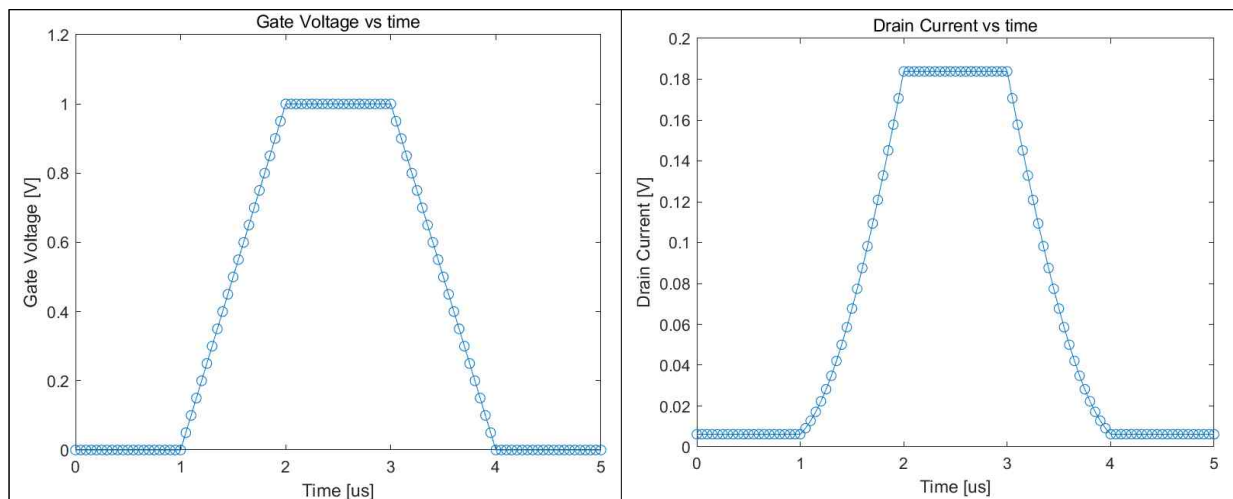 Gate Voltage vs time
1.2
1
0.8
0.6
0.4
0.2
0
Gate Voltage [V]
0 1 2 3 4 5
Time [us]
Drain Current vs time
0.2
0.18
0.16
0.14
0.12
0.1
0.08
0.06
0.04
0.02
0
Drain Current [V]
0 1 2 3 4 5
Time [us]